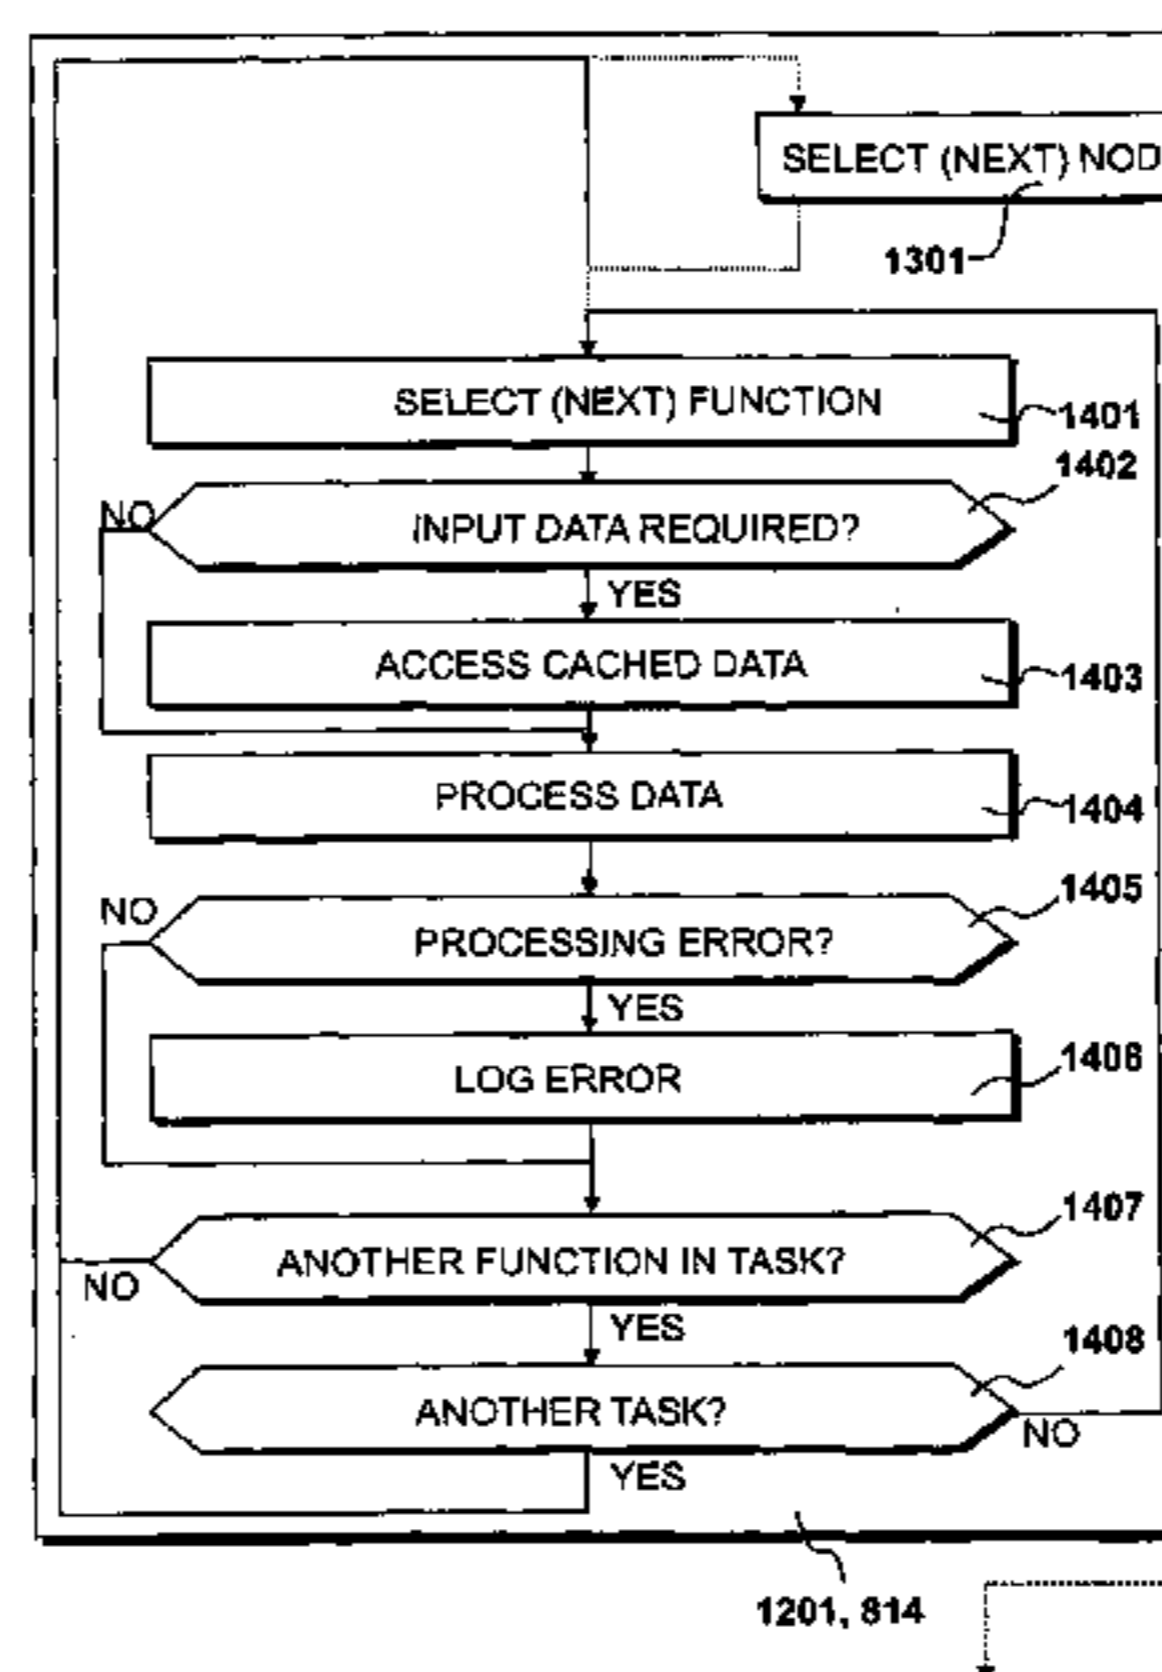 SELECT (NEXT) NOD
1301
SELECT (NEXT) FUNCTION
1401
1402
NO
INPUT DATA REQUIRED?
YES
ACCESS CACHED DATA
1403
PROCESS DATA
1404
1405
NO
PROCESSING ERROR?
YES
LOG ERROR
1406
1407
ANOTHER FUNCTION IN TASK?
NO
YES
1408
ANOTHER TASK?
NO
YES
1201, 814